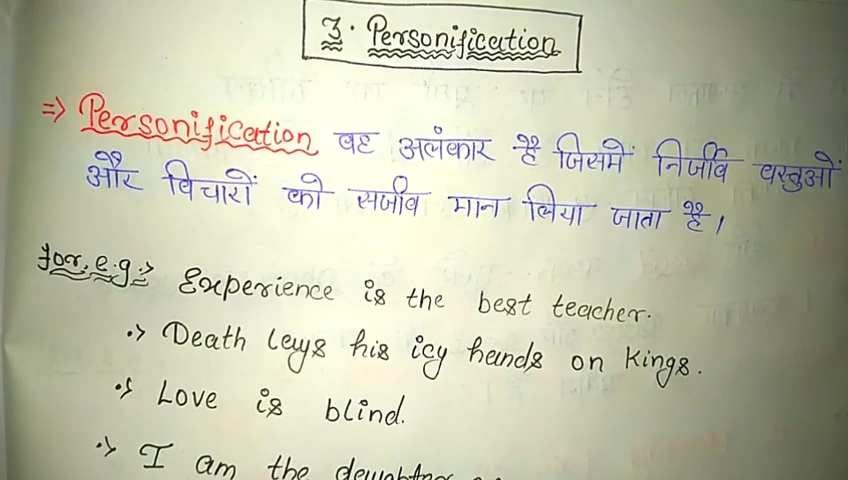 3. Personification
=> Personification वह अलंकार है जिसमें निर्जीव वस्तुओं
और विचारों को सजीव मान लिया जाता है।
for. e.g:-> Experience is the best teacher.
·> Death lays his icy hands on kings.
·> Love is blind.
·> I am the daughter